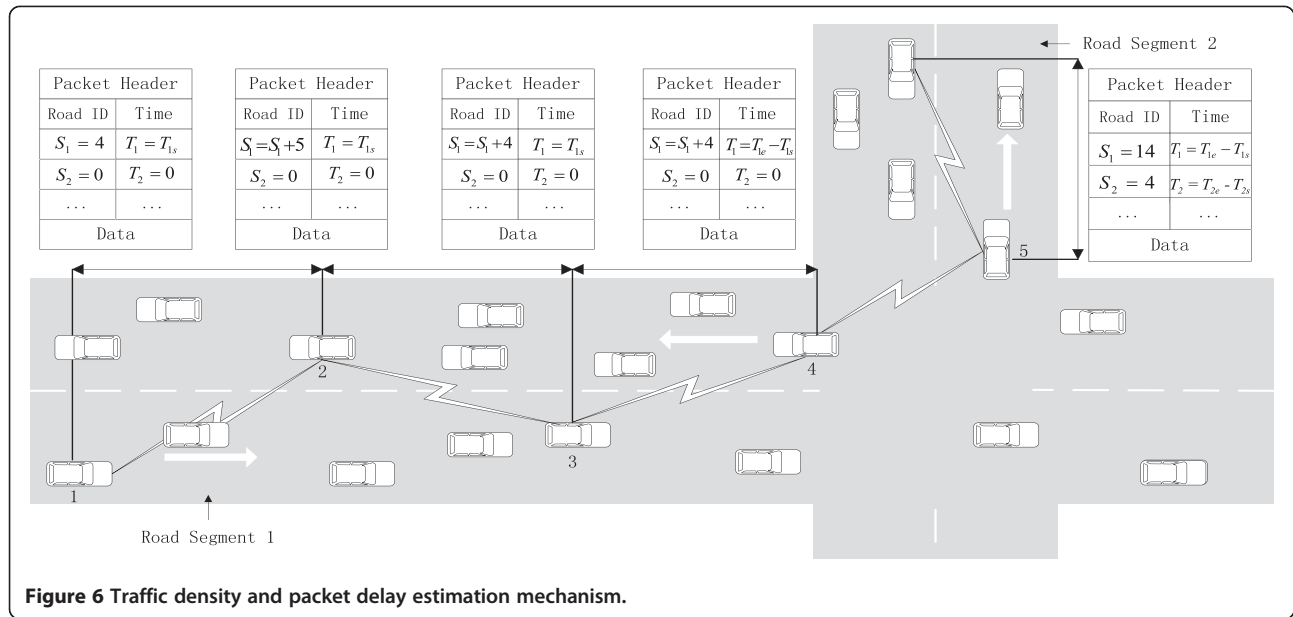 Packet Header
Road ID Time
S₁ = 4 T₁ = T₁ₛ
S₂ = 0 T₂ = 0
... ...
Data
Packet Header
Road ID Time
S₁=S₁+5 T₁ = T₁ₛ
S₂ = 0 T₂ = 0
... ...
Data
Packet Header
Road ID Time
S₁=S₁+4 T₁ = T₁ₛ
S₂ = 0 T₂ = 0
... ...
Data
Packet Header
Road ID Time
S₁=S₁+4 T₁=T₁ₑ−T₁ₛ
S₂ = 0 T₂ = 0
... ...
Data
Road Segment 2
Packet Header
Road ID Time
S₁ = 14 T₁ = T₁ₑ − T₁ₛ
S₂ = 4 T₂ = T₂ₑ - T₂ₛ
... ...
Data
5
2
4
3
1
Road Segment 1
Figure 6 Traffic density and packet delay estimation mechanism.